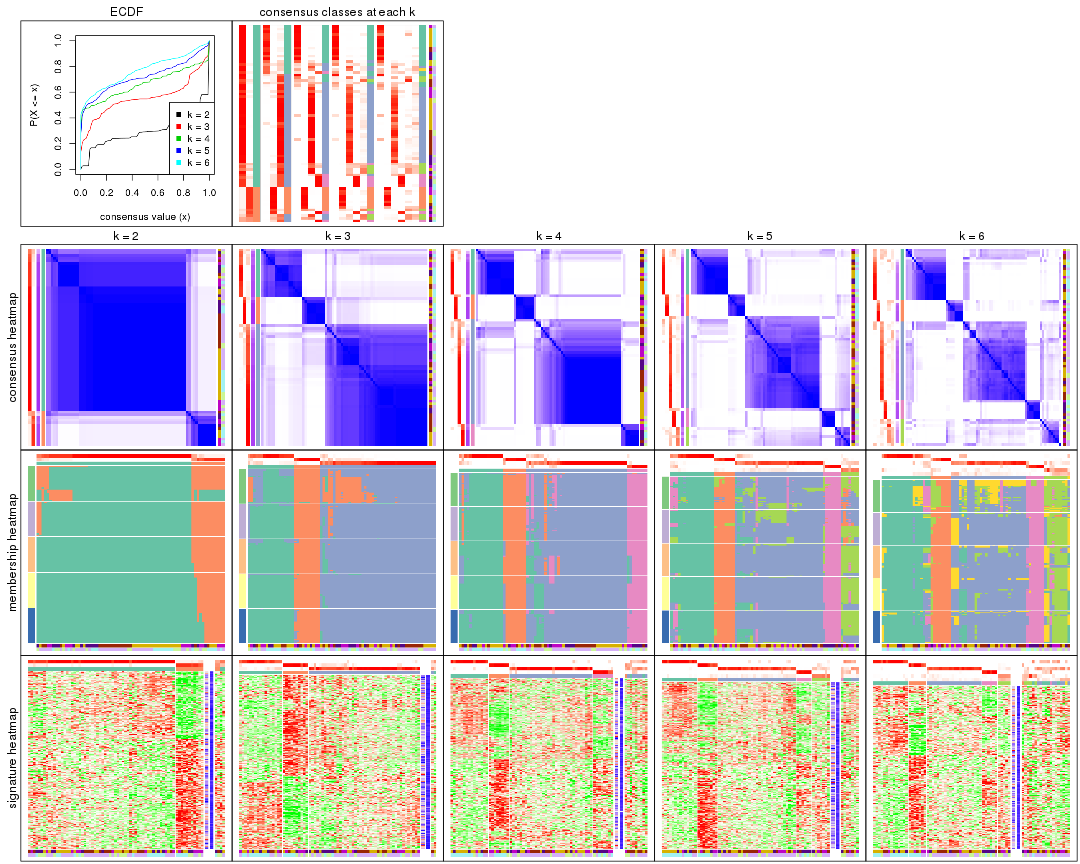 ECDF
consensus classes at each k
P(X <= x)
0.0 0.2 0.4 0.6 0.8 1.0
k = 2
k = 3
k = 4
k = 5
k = 6
0.0 0.2 0.4 0.6 0.8 1.0
consensus value (x)
k = 2
k = 3
k = 4
k = 5
k = 6
consensus heatmap
membership heatmap
signature heatmap